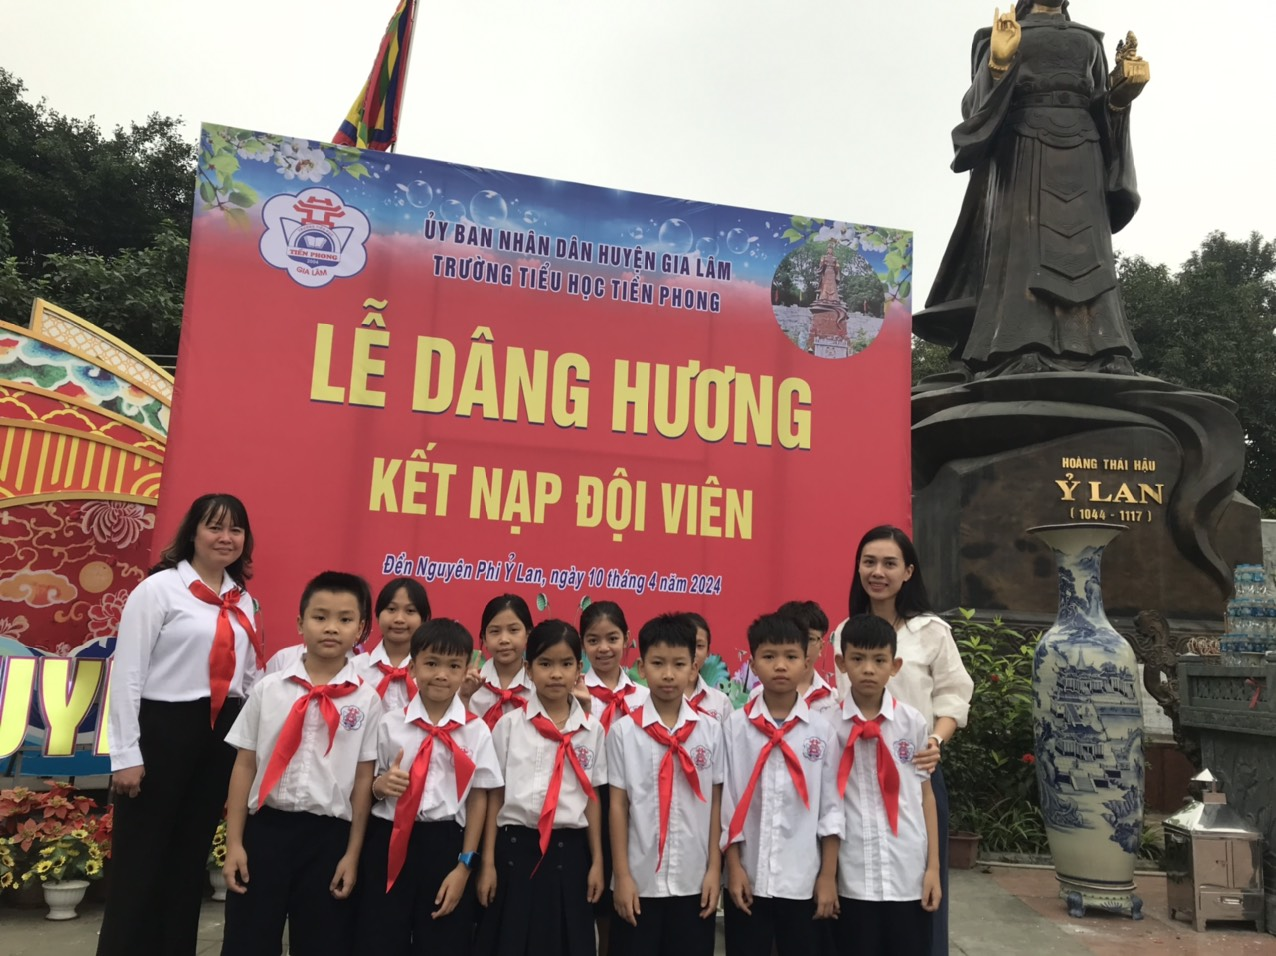 ỦY BAN NHÂN DÂN HUYỆN GIA LÂM
TRƯỜNG TIỂU HỌC TIỀN PHONG
TIỀN PHONG
GIA LÂM
LỄ DÂNG HƯƠNG
KẾT NẠP ĐỘI VIÊN
Đền Nguyên Phi Ỷ Lan, ngày 10 tháng 4 năm 2024
HOÀNG THÁI HẬU
Ỷ LAN
( 1044 - 1117 )
UY